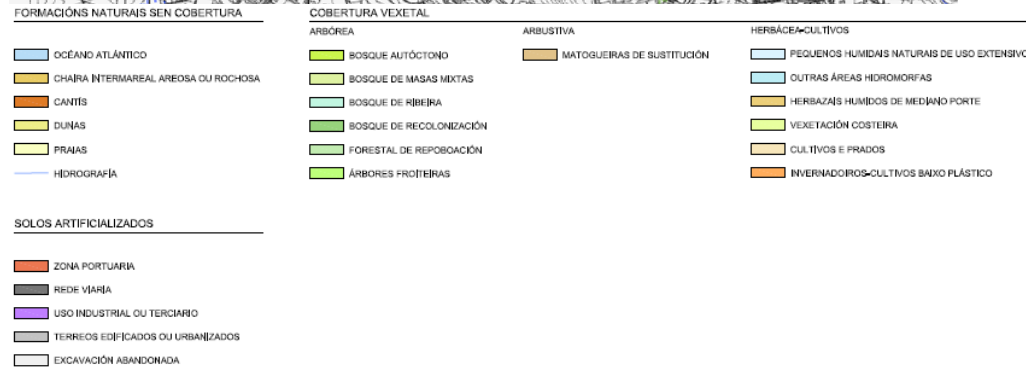 FORMACIÓNS NATURAIS SEN COBERTURA
OCÉANO ATLÁNTICO
CHAIRA INTERMAREAL AREOSA OU ROCHOSA
CANTÍS
DUNAS
PRAIAS
HIDROGRAFÍA
COBERTURA VEXETAL
ARBÓREA
BOSQUE AUTÓCTONO
BOSQUE DE MASAS MIXTAS
BOSQUE DE RIBEIRA
BOSQUE DE RECOLONIZACIÓN
FORESTAL DE REPOBOACIÓN
ÁRBORES FROITEIRAS
ARBUSTIVA
MATOGUEIRAS DE SUSTITUCIÓN
HERBÁCEA-CULTIVOS
PEQUENOS HUMIDAIS NATURAIS DE USO EXTENSIVO
OUTRAS ÁREAS HIDROMORFAS
HERBAZAIS HUMIDOS DE MEDIANO PORTE
VEXETACIÓN COSTEIRA
CULTIVOS E PRADOS
INVERNADOIROS-CULTIVOS BAIXO PLÁSTICO
SOLOS ARTIFICIALIZADOS
ZONA PORTUARIA
REDE VIARIA
USO INDUSTRIAL OU TERCIARIO
TERREOS EDIFICADOS OU URBANIZADOS
EXCAVACIÓN ABANDONADA